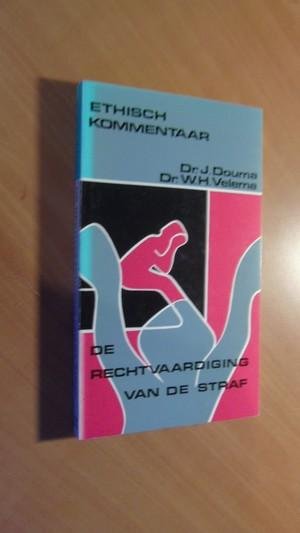 ETHISCH
KOMMENTAAR
Dr. J. Douma
Dr. W.H. Velema
DE
RECHTVAARDIGING
VAN DE STRAF